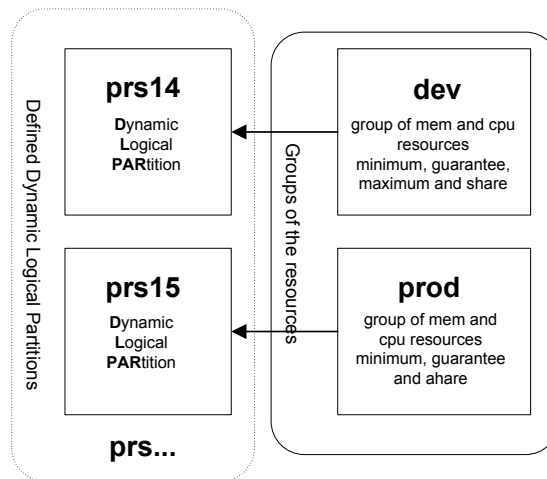 Defined Dynamic Logical Partitions
prs14
Dynamic
Logical
PARtition
prs15
Dynamic
Logical
PARtition
prs...
Groups of the resources
dev
group of mem and cpu
resources
minimum, guarantee,
maximum and share
prod
group of mem and
cpu resources
minimum, guarantee
and ahare